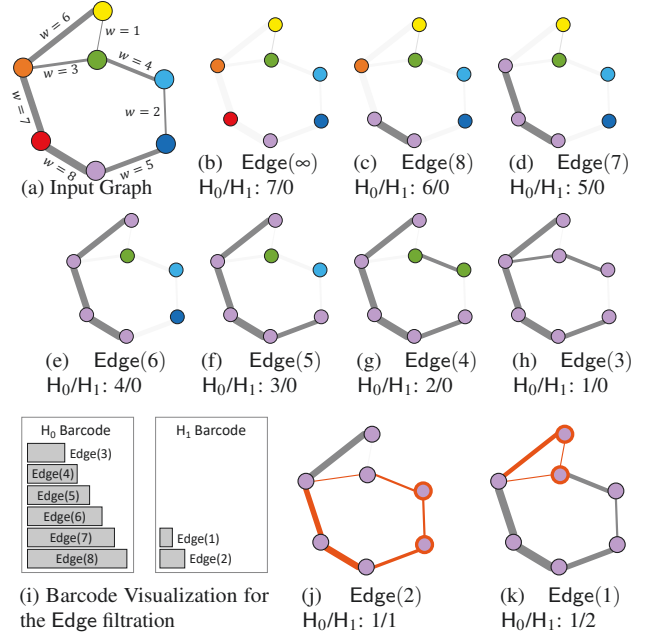 w = 6
w = 1
w = 3
w = 4
w = 7
w = 2
w = 8
w = 5
(a) Input Graph
(b) Edge(∞)
H₀/H₁: 7/0
(c) Edge(8)
H₀/H₁: 6/0
(d) Edge(7)
H₀/H₁: 5/0
(e) Edge(6)
H₀/H₁: 4/0
(f) Edge(5)
H₀/H₁: 3/0
(g) Edge(4)
H₀/H₁: 2/0
(h) Edge(3)
H₀/H₁: 1/0
H₀ Barcode
Edge(3)
Edge(4)
Edge(5)
Edge(6)
Edge(7)
Edge(8)
H₁ Barcode
Edge(1)
Edge(2)
(i) Barcode Visualization for
the Edge filtration
(j) Edge(2)
H₀/H₁: 1/1
(k) Edge(1)
H₀/H₁: 1/2